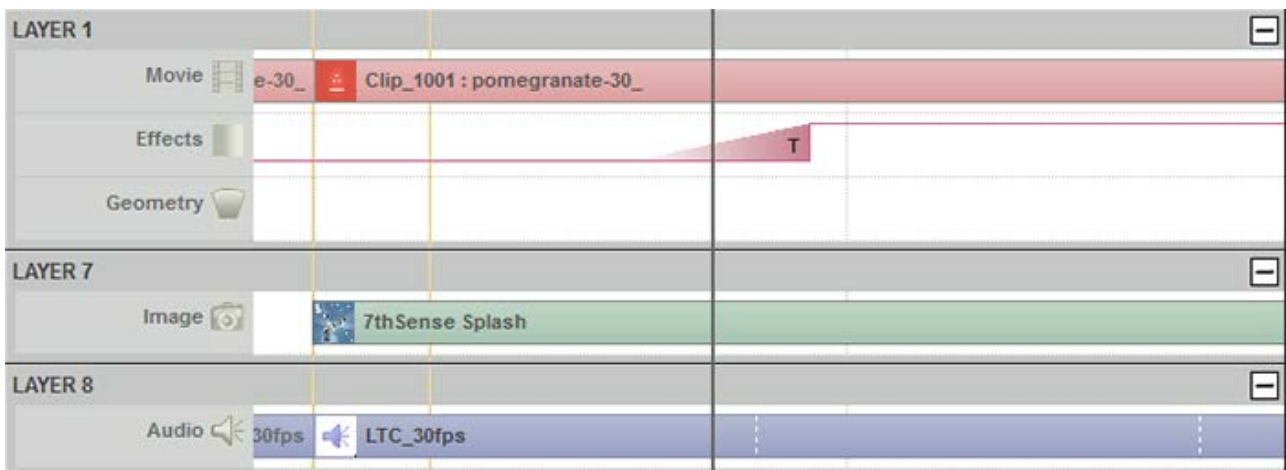 LAYER 1
Movie e-30_ Clip_1001 : pomegranate-30_
Effects T
Geometry
LAYER 7
Image 7thSense Splash
LAYER 8
Audio 30fps LTC_30fps